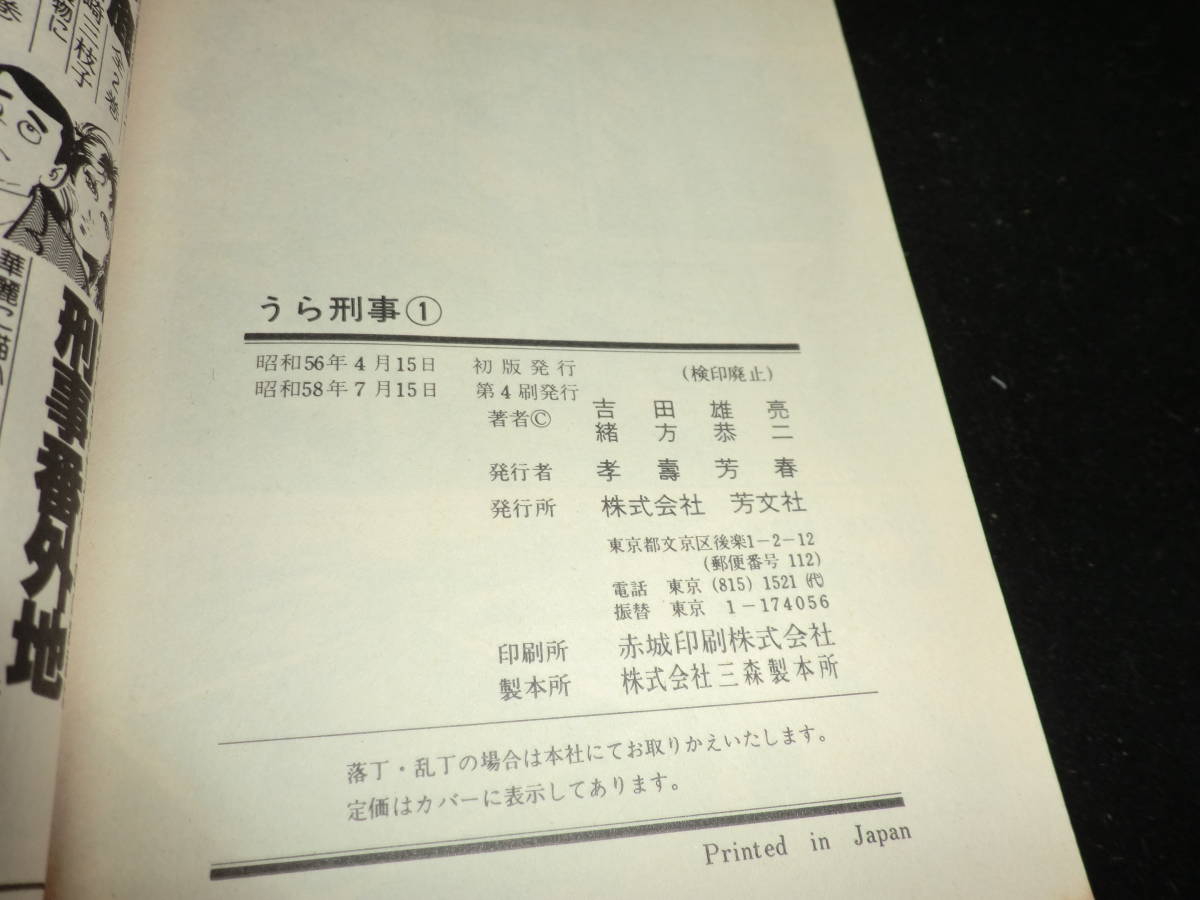 うら刑事①
昭和56年4月15日 初版発行 (検印廃止)
昭和58年7月15日 第4刷発行
著者© 吉田雄亮
緒方恭二
発行者 孝壽芳春
発行所 株式会社 芳文社
東京都文京区後楽1-2-12
(郵便番号 112)
電話 東京 (815) 1521 (代)
振替 東京 1-174056
印刷所 赤城印刷株式会社
製本所 株式会社三森製本所
落丁・乱丁の場合は本社にてお取りかえいたします。
定価はカバーに表示してあります。
Printed in Japan
崎三枝子
物に
刑事番外地